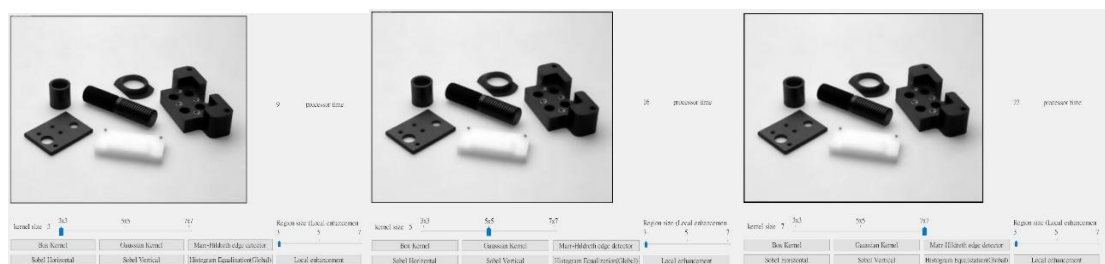 9 processor time
3x3 5x5 7x7
kernel size 3
Region size (Local enhancemen
3 5 7
Box Kernel Gaussian Kernel Marr-Hildreth edge detector
Sobel Horizontal Sobel Vertical Histogram Equalization(Global) Local enhancement
16 processor time
3x3 5x5 7x7
kernel size 5
Region size (Local enhancemen
3 5 7
Box Kernel Gaussian Kernel Marr-Hildreth edge detector
Sobel Horizontal Sobel Vertical Histogram Equalization(Global) Local enhancement
processor time
3x3 5x5 7x7
kernel size 7
Region size (Local enhancemen
3 5 7
Box Kernel Gaussian Kernel Marr-Hildreth edge detector
Sobel Horizontal Sobel Vertical Histogram Equalization(Global) Local enhancement